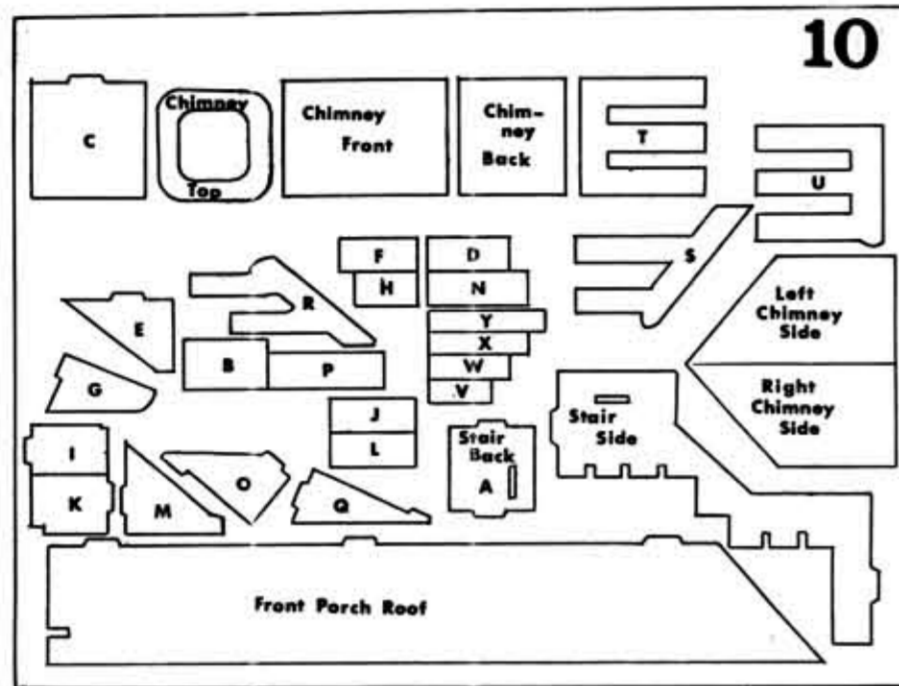 10
C
Chimney
Top
Chimney
Front
Chim-
ney
Back
T
U
F
D
S
H
N
R
E
Y
X
B
P
W
V
G
Left
Chimney
Side
Right
Chimney
Side
J
L
Stair
Side
Stair
Back
A
I
K
M
O
Q
Front Porch Roof